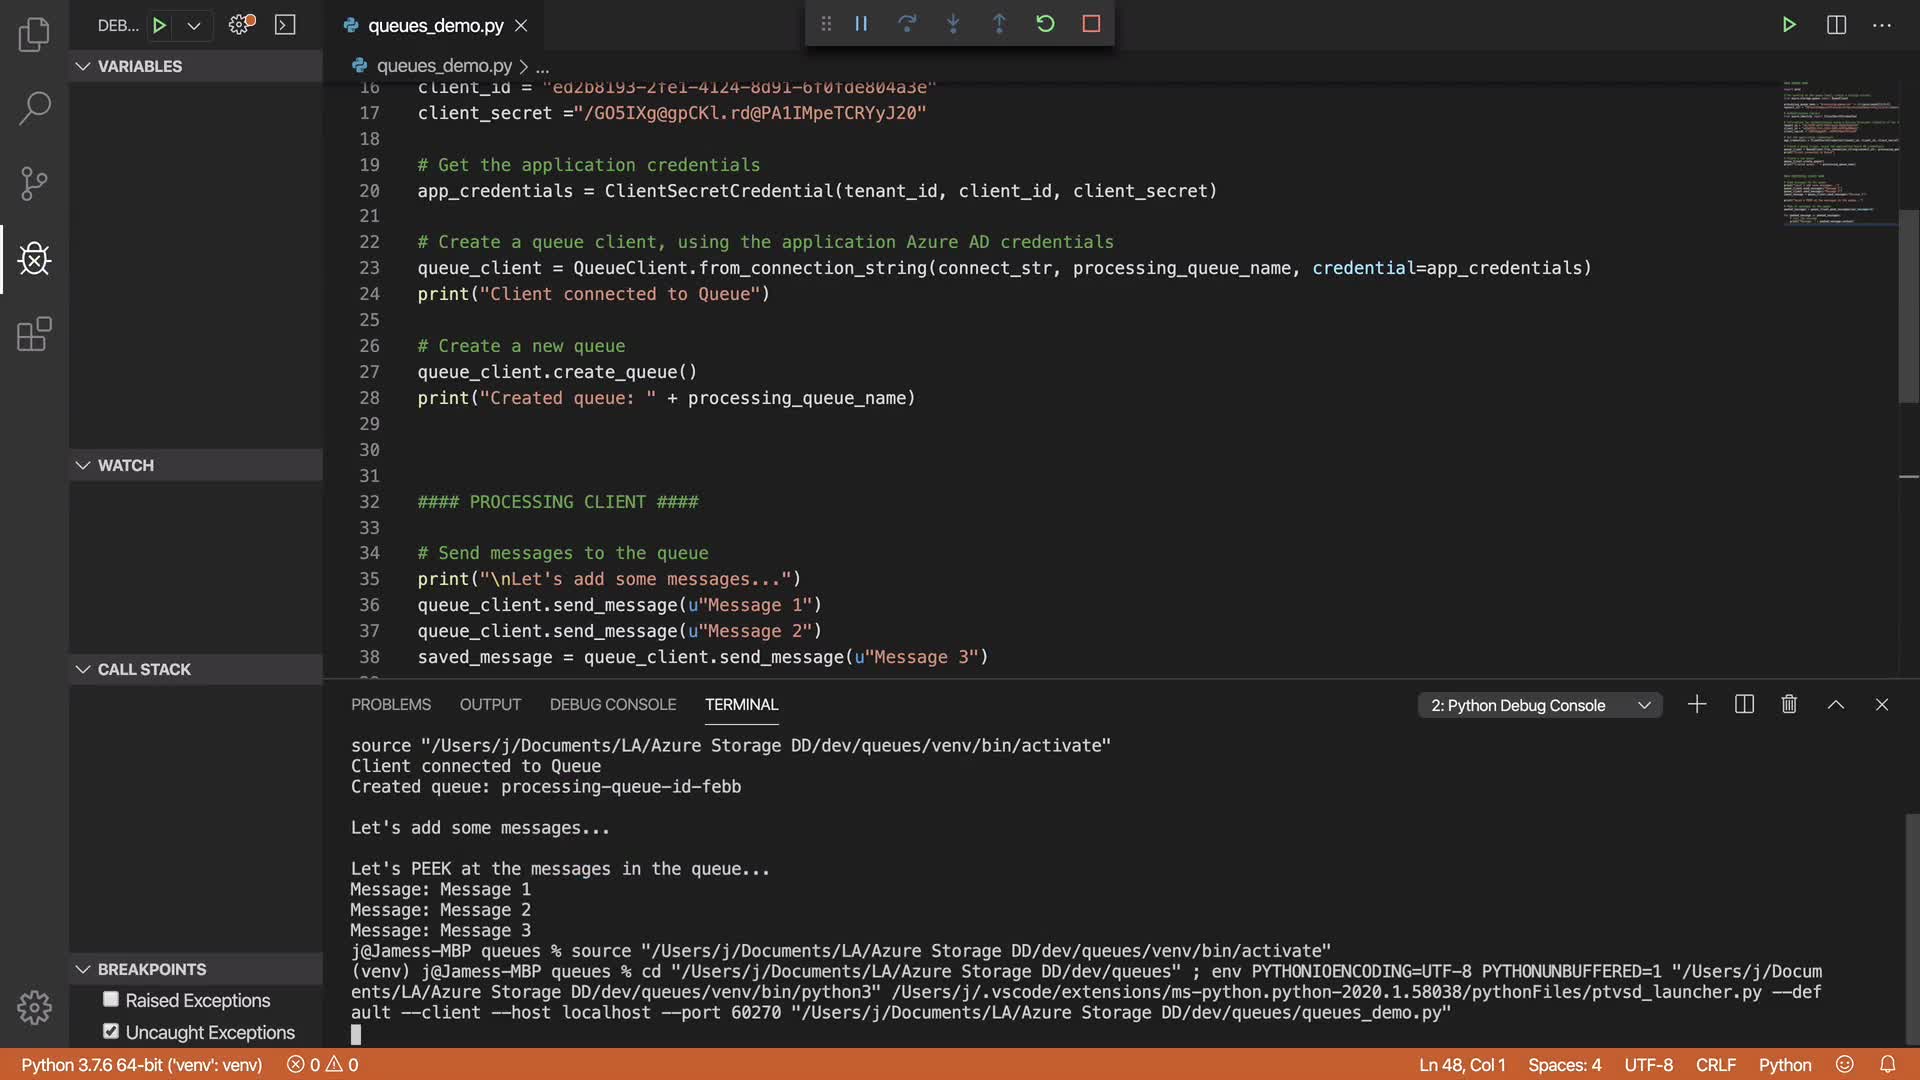 DEB...
queues_demo.py
VARIABLES
queues_demo.py > ...
16 client_id = "ed2b8193-2fe1-4124-8d91-6f0fde804a3e"
17 client_secret ="/GO5IXg@gpCKl.rd@PA1IMpeTCRYyJ20"
18
19 # Get the application credentials
20 app_credentials = ClientSecretCredential(tenant_id, client_id, client_secret)
21
22 # Create a queue client, using the application Azure AD credentials
23 queue_client = QueueClient.from_connection_string(connect_str, processing_queue_name, credential=app_credentials)
24 print("Client connected to Queue")
25
26 # Create a new queue
27 queue_client.create_queue()
28 print("Created queue: " + processing_queue_name)
29
30
31
32 #### PROCESSING CLIENT ####
33
34 # Send messages to the queue
35 print("\nLet's add some messages...")
36 queue_client.send_message(u"Message 1")
37 queue_client.send_message(u"Message 2")
38 saved_message = queue_client.send_message(u"Message 3")
WATCH
CALL STACK
BREAKPOINTS
Raised Exceptions
Uncaught Exceptions
PROBLEMS OUTPUT DEBUG CONSOLE TERMINAL 2: Python Debug Console
source "/Users/j/Documents/LA/Azure Storage DD/dev/queues/venv/bin/activate"
Client connected to Queue
Created queue: processing-queue-id-febb
Let's add some messages...
Let's PEEK at the messages in the queue...
Message: Message 1
Message: Message 2
Message: Message 3
j@Jamess-MBP queues % source "/Users/j/Documents/LA/Azure Storage DD/dev/queues/venv/bin/activate"
(venv) j@Jamess-MBP queues % cd "/Users/j/Documents/LA/Azure Storage DD/dev/queues" ; env PYTHONIOENCODING=UTF-8 PYTHONUNBUFFERED=1 "/Users/j/Docum
ents/LA/Azure Storage DD/dev/queues/venv/bin/python3" /Users/j/.vscode/extensions/ms-python.python-2020.1.58038/pythonFiles/ptvsd_launcher.py --def
ault --client --host localhost --port 60270 "/Users/j/Documents/LA/Azure Storage DD/dev/queues/queues_demo.py"
Python 3.7.6 64-bit ('venv': venv) 0 0 Ln 48, Col 1 Spaces: 4 UTF-8 CRLF Python